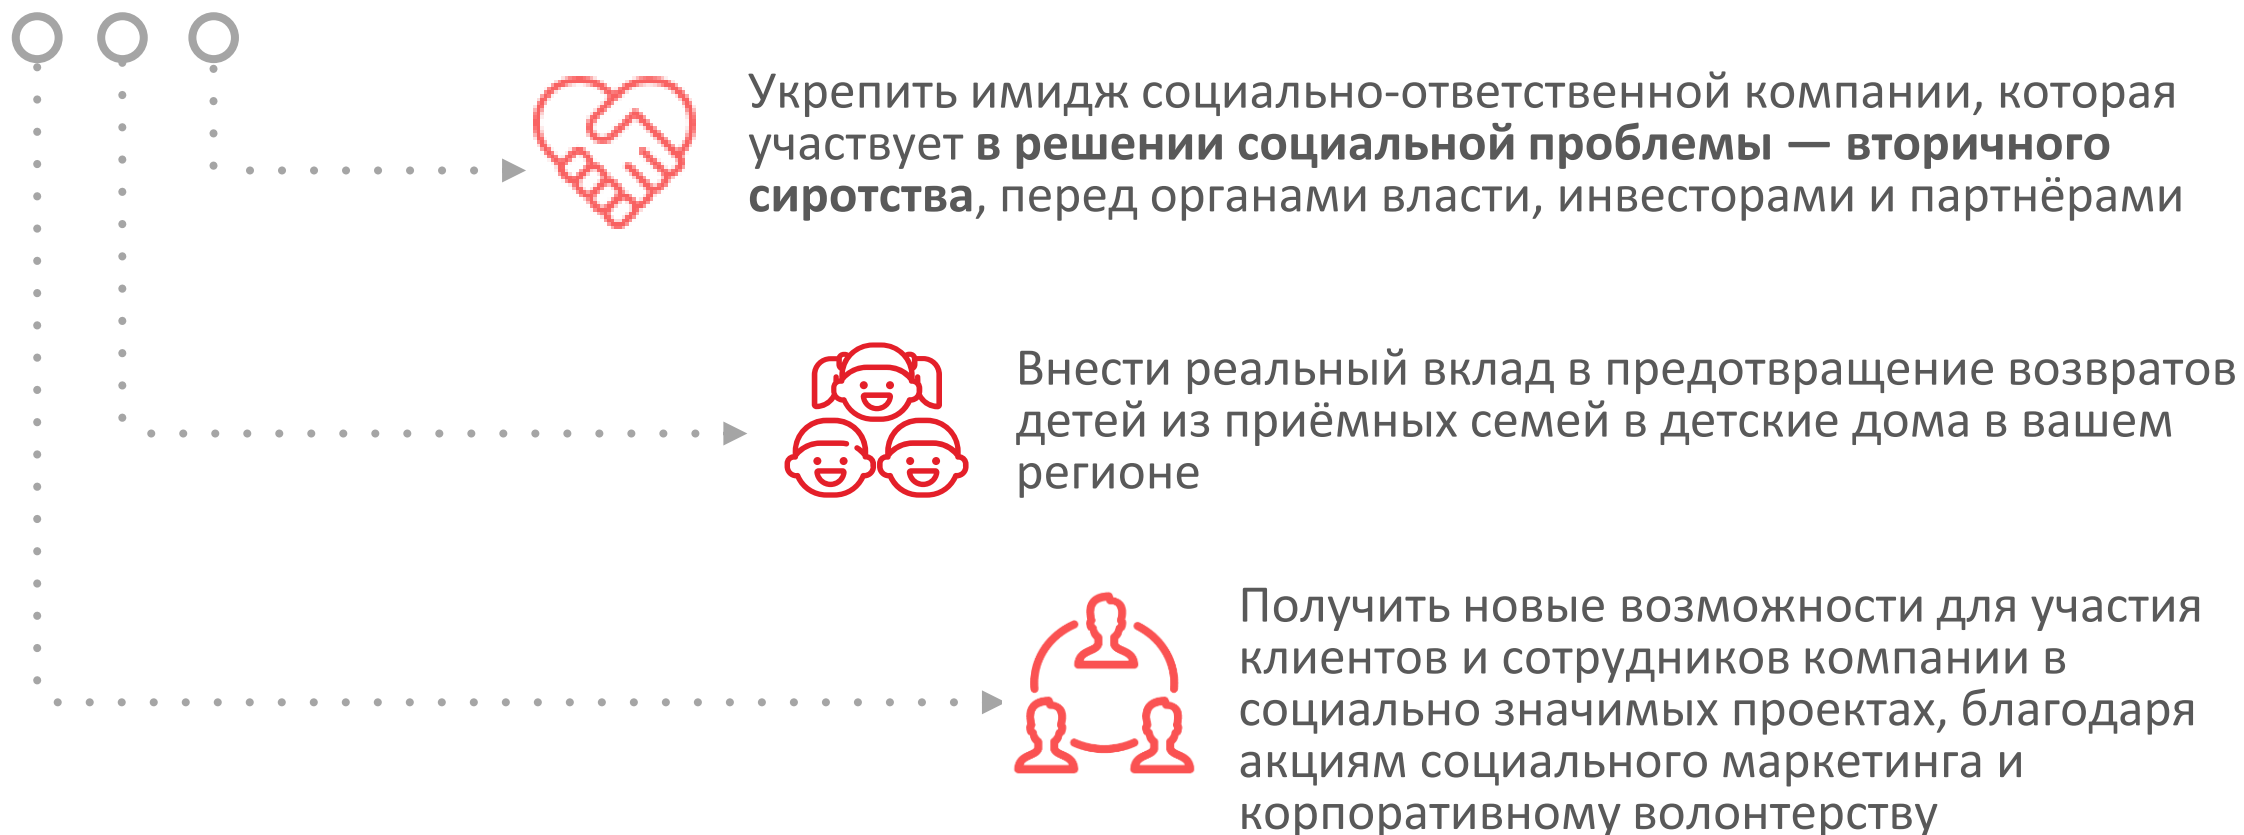 Укрепить имидж социально-ответственной компании, которая
участвует в решении социальной проблемы — вторичного
сиротства, перед органами власти, инвесторами и партнёрами
Внести реальный вклад в предотвращение возвратов
детей из приёмных семей в детские дома в вашем
регионе
Получить новые возможности для участия
клиентов и сотрудников компании в
социально значимых проектах, благодаря
акциям социального маркетинга и
корпоративному волонтерству